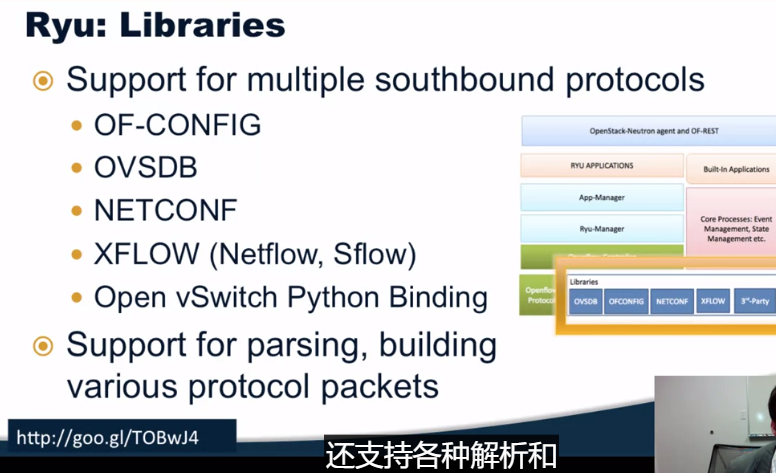 Ryu: Libraries
Support for multiple southbound protocols
OF-CONFIG
OVSDB
NETCONF
XFLOW (Netflow, Sflow)
Open vSwitch Python Binding
Support for parsing, building
various protocol packets
OpenStack-Neutron agent and OF-REST
RYU APPLICATIONS
Built-In Applications
App-Manager
Ryu-Manager
Core Processes: Event
Management, State
Management etc.
Libraries
OVSDB
OFCONFIG
NETCONF
XFLOW
3rd-Party
http://goo.gl/TOBwJ4
还支持各种解析和